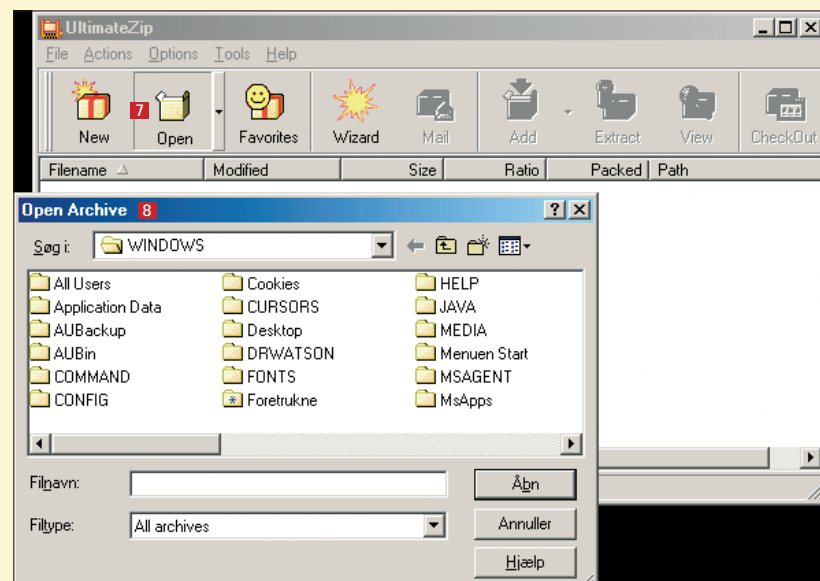 UltimateZip
File Actions Options Tools Help
New 7 Open Favorites Wizard Mail Add Extract View CheckOut
Filename Modified Size Ratio Packed Path
Open Archive 8
Søg i: WINDOWS
All Users Cookies HELP
Application Data CURSORS JAVA
AUBackup Desktop MEDIA
AUBin DRWATSON Menuen Start
COMMAND FONTS MSAGENT
CONFIG Foretrukne MsApps
Filnavn: Åbn
Filtype: All archives Annuller
Hjælp